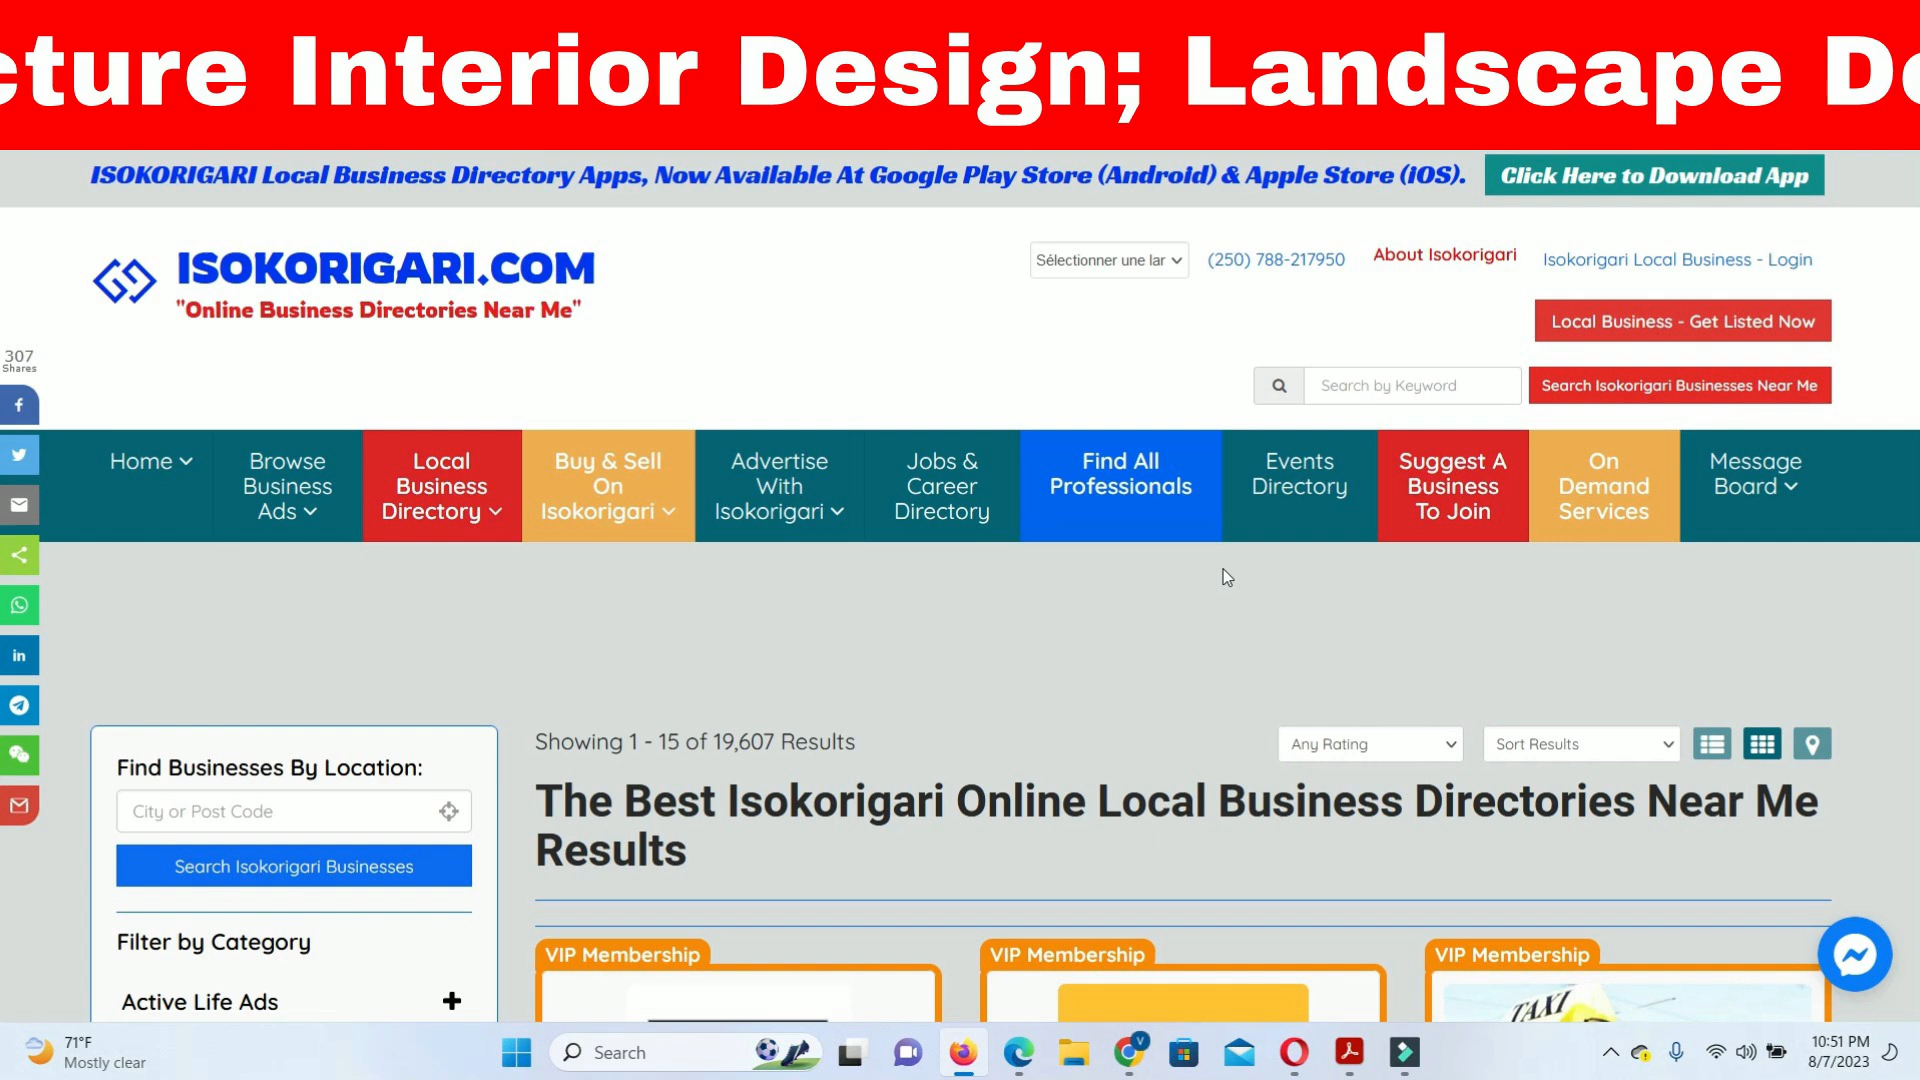 cture Interior Design; Landscape De
ISOKORIGARI Local Business Directory Apps, Now Available At Google Play Store (Android) & Apple Store (iOS).
Click Here to Download App
ISOKORIGARI.COM
"Online Business Directories Near Me"
Sélectionner une lar
(250) 788-217950
About Isokorigari
Isokorigari Local Business - Login
Local Business - Get Listed Now
Search by Keyword
Search Isokorigari Businesses Near Me
307
Shares
Home
Browse
Business
Ads
Local
Business
Directory
Buy & Sell
On
Isokorigari
Advertise
With
Isokorigari
Jobs &
Career
Directory
Find All
Professionals
Events
Directory
Suggest A
Business
To Join
On
Demand
Services
Message
Board
Find Businesses By Location:
City or Post Code
Search Isokorigari Businesses
Filter by Category
Active Life Ads
Showing 1 - 15 of 19,607 Results
Any Rating
Sort Results
The Best Isokorigari Online Local Business Directories Near Me
Results
VIP Membership
VIP Membership
VIP Membership
TAXI
71°F
Mostly clear
Search
V
10:51 PM
8/7/2023